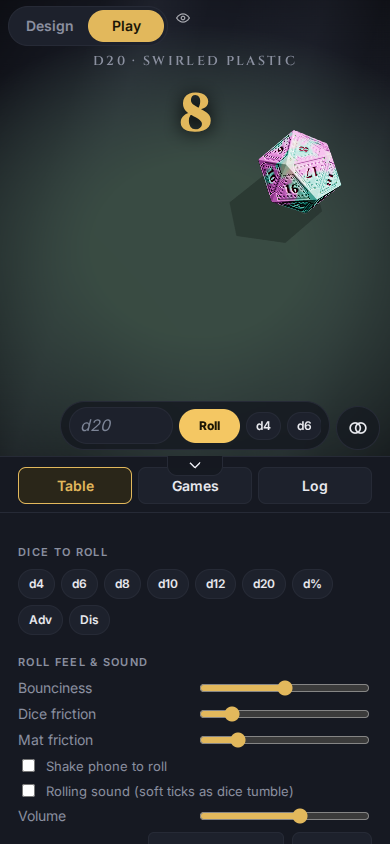 Design Play
D20 · SWIRLED PLASTIC
8
8
17
16
d20 Roll d4 d6
Table Games Log
DICE TO ROLL
d4 d6 d8 d10 d12 d20 d%
Adv Dis
ROLL FEEL & SOUND
Bounciness
Dice friction
Mat friction
Shake phone to roll
Rolling sound (soft ticks as dice tumble)
Volume